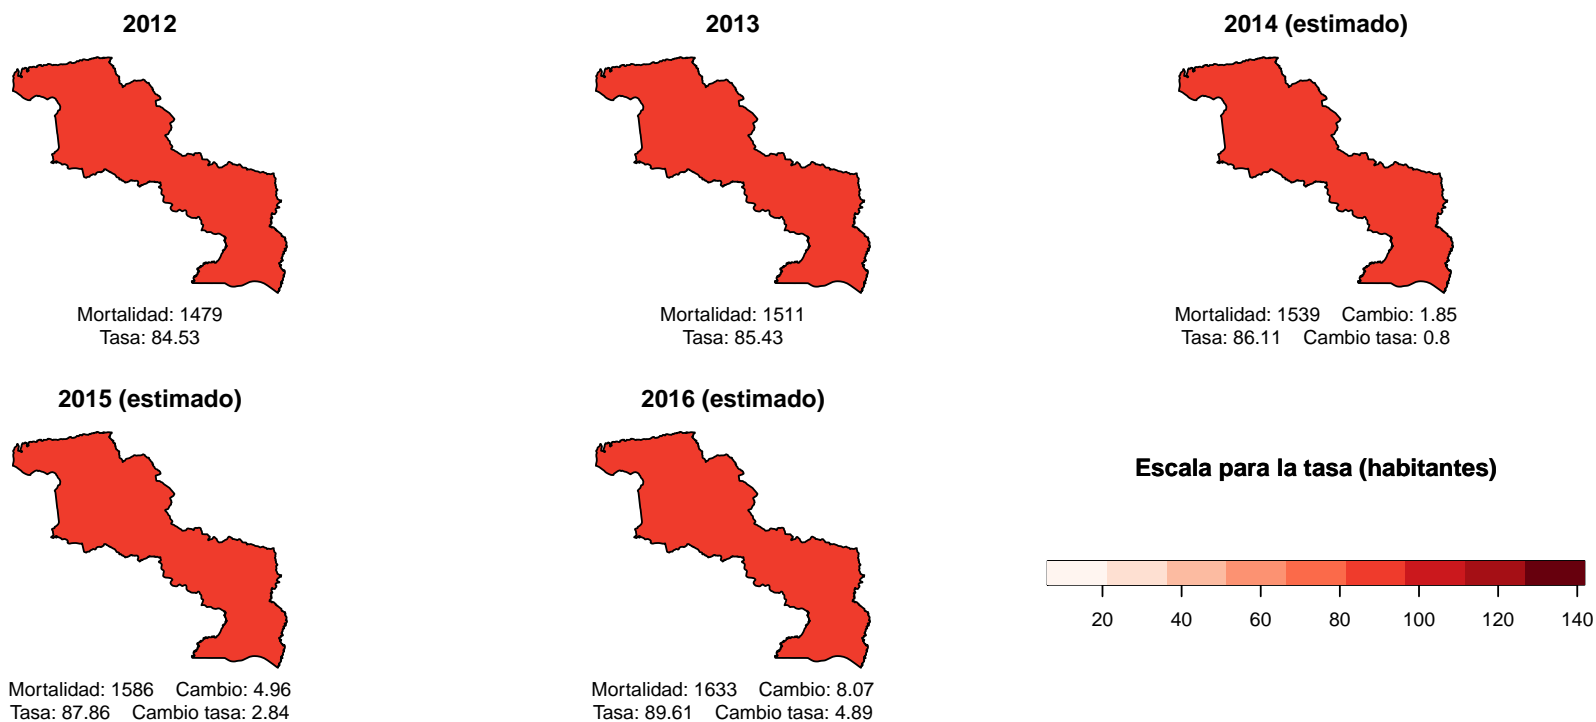 2012
Mortalidad: 1479
Tasa: 84.53
2013
Mortalidad: 1511
Tasa: 85.43
2014 (estimado)
Mortalidad: 1539 Cambio: 1.85
Tasa: 86.11 Cambio tasa: 0.8
2015 (estimado)
Mortalidad: 1586 Cambio: 4.96
Tasa: 87.86 Cambio tasa: 2.84
2016 (estimado)
Mortalidad: 1633 Cambio: 8.07
Tasa: 89.61 Cambio tasa: 4.89
Escala para la tasa (habitantes)
20 40 60 80 100 120 140